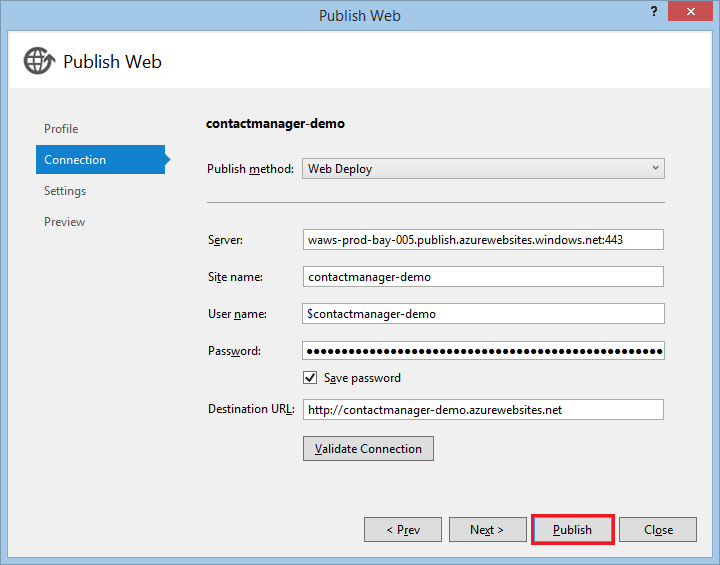 Publish Web
?
Publish Web
Profile
Connection
Settings
Preview
contactmanager-demo
Publish method: Web Deploy
Server: waws-prod-bay-005.publish.azurewebsites.windows.net:443
Site name: contactmanager-demo
User name: $contactmanager-demo
Password: ●●●●●●●●●●●●●●●●●●●●●●●●●●●●●●●●●●●●●●●●●●●●●●●●●●●
Save password
Destination URL: http://contactmanager-demo.azurewebsites.net
Validate Connection
< Prev Next > Publish Close